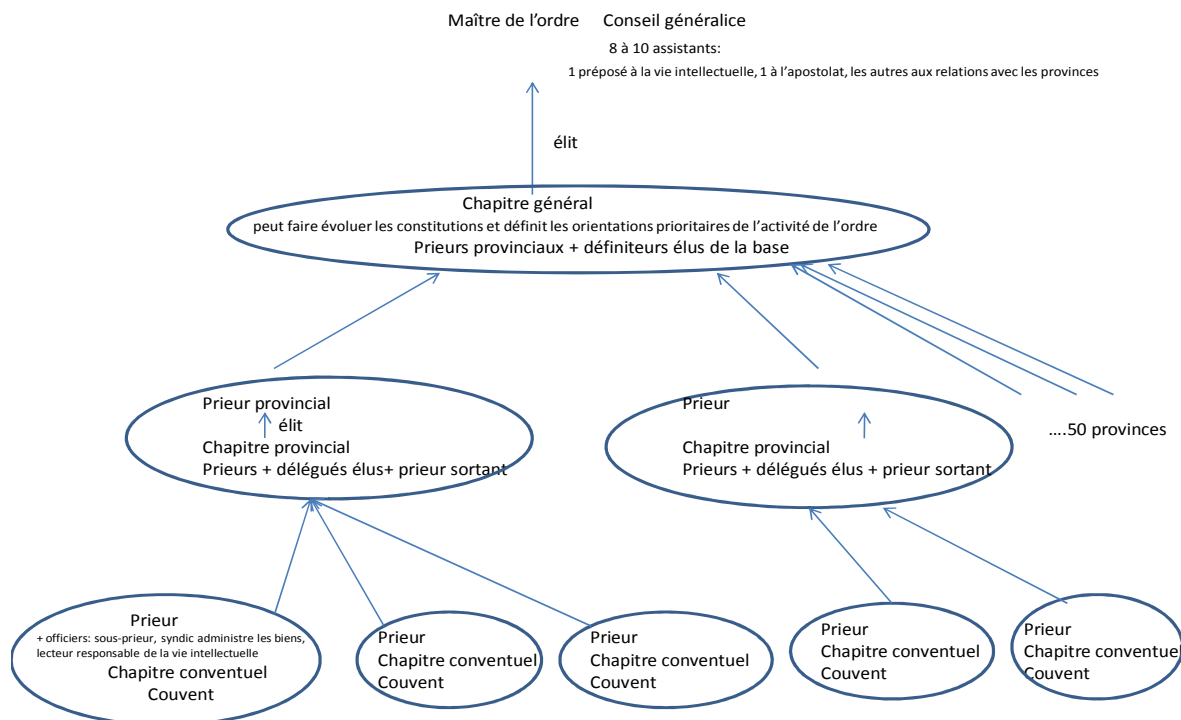 Maître de l'ordre Conseil généralice
8 à 10 assistants:
1 préposé à la vie intellectuelle, 1 à l'apostolat, les autres aux relations avec les provinces
élit
Chapitre général
peut faire évoluer les constitutions et définit les orientations prioritaires de l'activité de l'ordre
Prieurs provinciaux + définiteurs élus de la base
Prieur provincial
élit
Chapitre provincial
Prieurs + délégués élus+ prieur sortant
Prieur
Chapitre provincial
Prieurs + délégués élus + prieur sortant
....50 provinces
Prieur
+ officiers: sous-prieur, syndic administre les biens,
lecteur responsable de la vie intellectuelle
Chapitre conventuel
Couvent
Prieur
Chapitre conventuel
Couvent
Prieur
Chapitre conventuel
Couvent
Prieur
Chapitre conventuel
Couvent
Prieur
Chapitre conventuel
Couvent